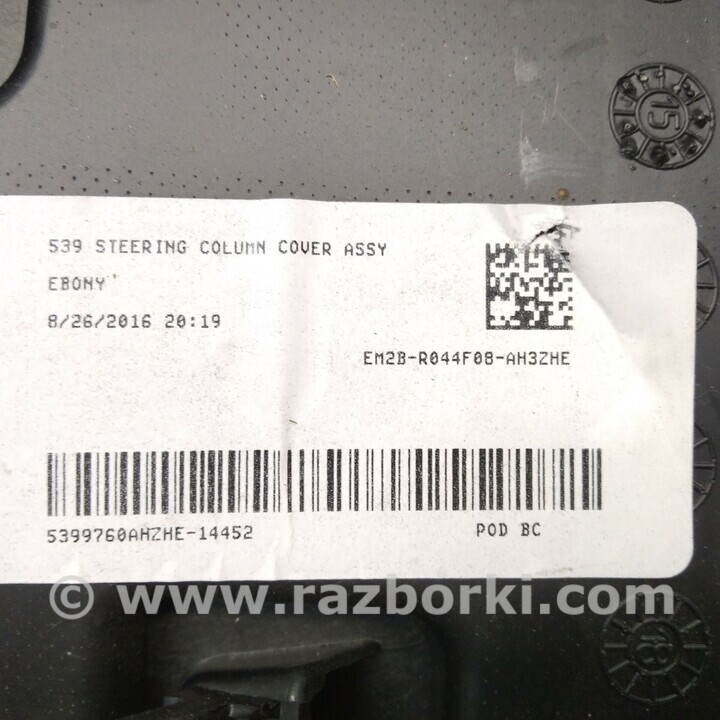 15
539 STEERING COLUMN COVER ASSY
EBONY
8/26/2016 20:19
EM2B-R044F08-AH3ZHE
5399760AHZHE-14452
POD BC
© www.razborki.com